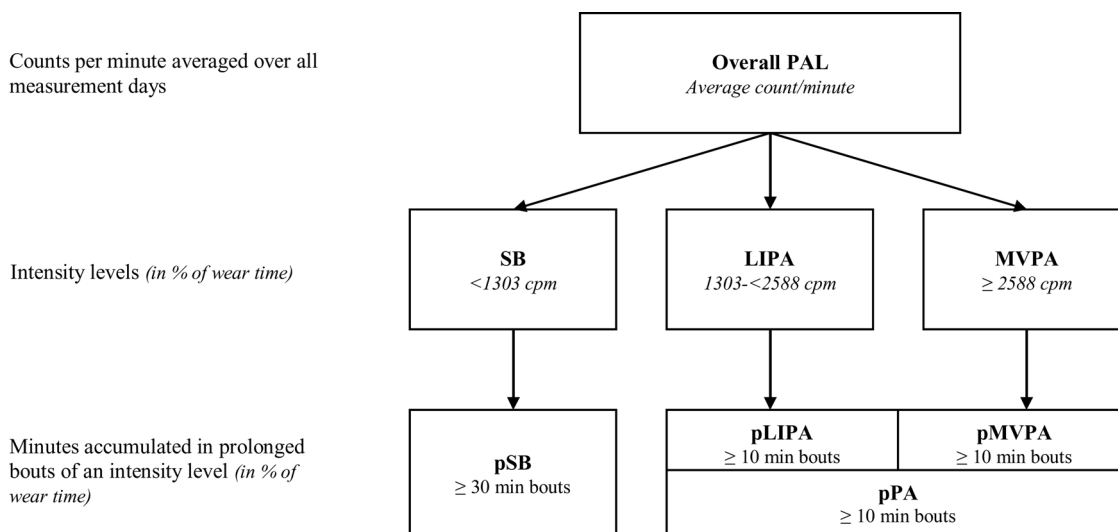 Counts per minute averaged over all
measurement days
Overall PAL
Average count/minute
Intensity levels (in % of wear time)
SB
<1303 cpm
LIPA
1303-<2588 cpm
MVPA
≥ 2588 cpm
Minutes accumulated in prolonged
bouts of an intensity level (in % of
wear time)
pSB
≥ 30 min bouts
pLIPA
≥ 10 min bouts
pMVPA
≥ 10 min bouts
pPA
≥ 10 min bouts